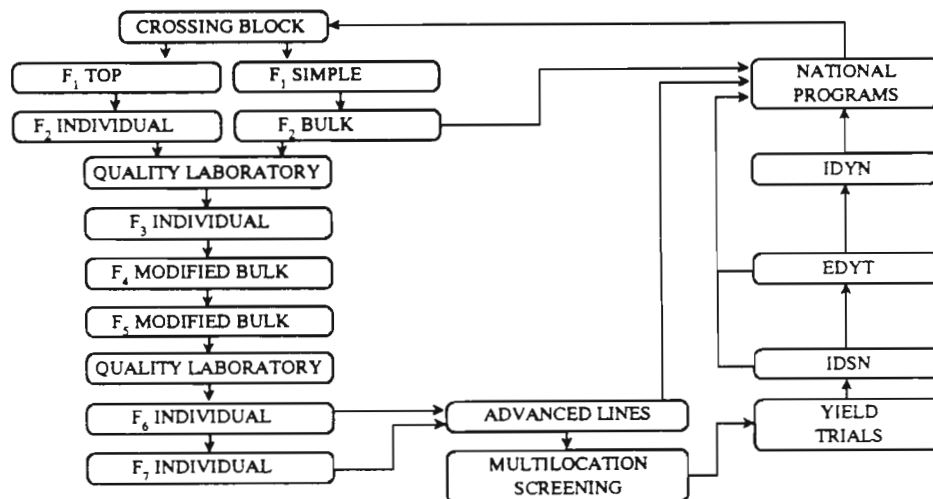 CROSSING BLOCK
F₁ TOP
F₁ SIMPLE
F₂ INDIVIDUAL
F₂ BULK
QUALITY LABORATORY
F₃ INDIVIDUAL
F₄ MODIFIED BULK
F₅ MODIFIED BULK
QUALITY LABORATORY
F₆ INDIVIDUAL
F₇ INDIVIDUAL
ADVANCED LINES
MULTILOCATION
SCREENING
YIELD
TRIALS
IDSN
EDYT
IDYN
NATIONAL
PROGRAMS